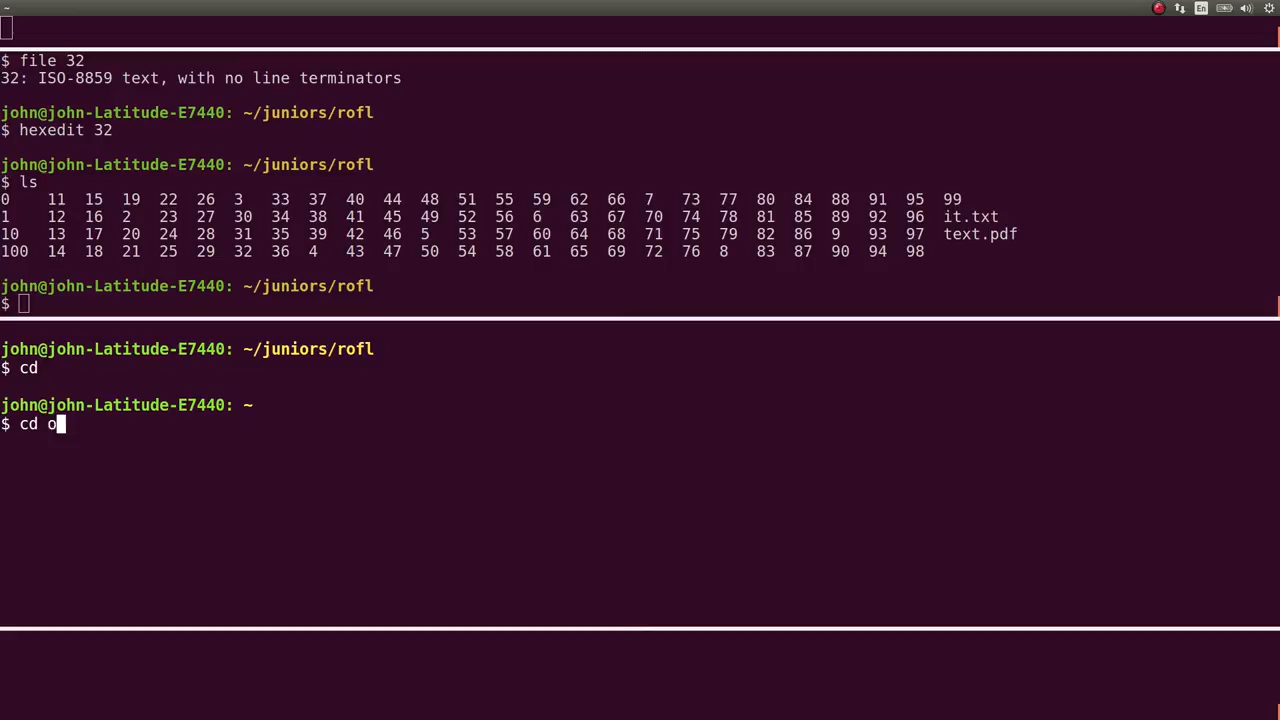 ~
En
$ file 32
32: ISO-8859 text, with no line terminators
john@john-Latitude-E7440: ~/juniors/rofl
$ hexedit 32
john@john-Latitude-E7440: ~/juniors/rofl
$ ls
0 11 15 19 22 26 3 33 37 40 44 48 51 55 59 62 66 7 73 77 80 84 88 91 95 99
1 12 16 2 23 27 30 34 38 41 45 49 52 56 6 63 67 70 74 78 81 85 89 92 96 it.txt
10 13 17 20 24 28 31 35 39 42 46 5 53 57 60 64 68 71 75 79 82 86 9 93 97 text.pdf
100 14 18 21 25 29 32 36 4 43 47 50 54 58 61 65 69 72 76 8 83 87 90 94 98
john@john-Latitude-E7440: ~/juniors/rofl
$
john@john-Latitude-E7440: ~/juniors/rofl
$ cd
john@john-Latitude-E7440: ~
$ cd o